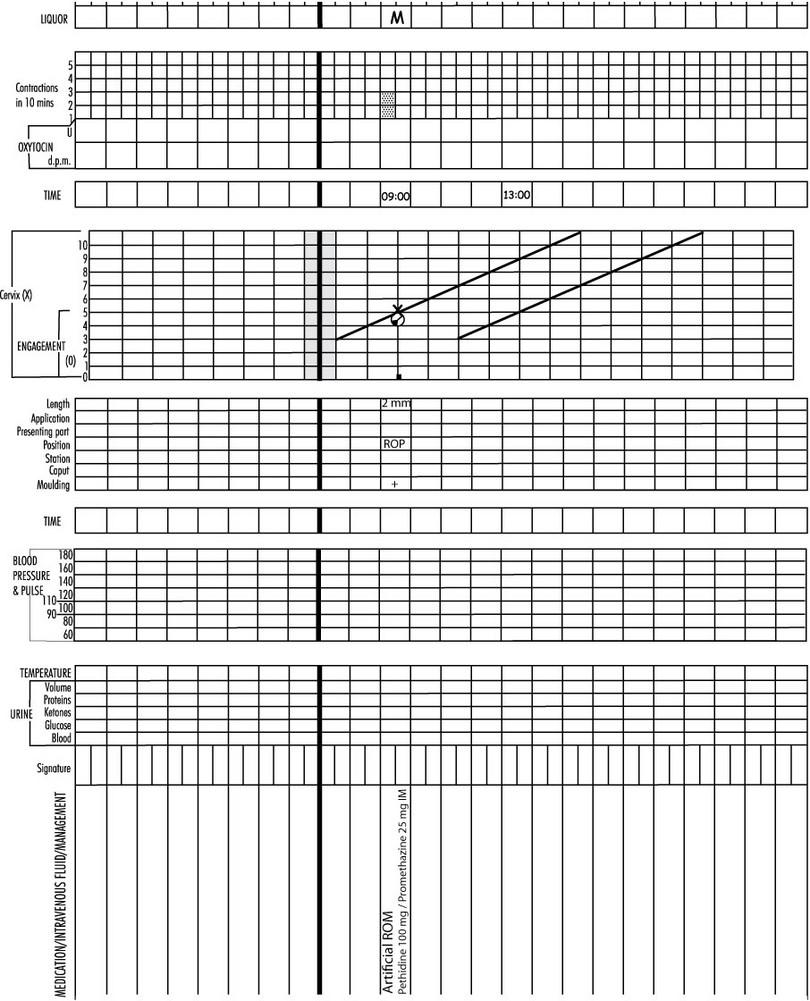 LIQUOR M
5
4
Contractions 3
in 10 mins 2
1
U
OXYTOCIN
d.p.m.
TIME 09:00 13:00
10
9
8
7
Cervix (X) 6
5
4
ENGAGEMENT 3
(O) 2
1
0
Length 2 mm
Application
Presenting part
Position ROP
Station
Caput
Moulding +
TIME
BLOOD 180
PRESSURE 160
& PULSE 140
120
110 100
90 80
60
TEMPERATURE
Volume
Proteins
URINE Ketones
Glucose
Blood
Signature
MEDICATION/INTRAVENOUS FLUID/MANAGEMENT
Artificial ROM
Pethidine 100 mg / Promethazine 25 mg IM